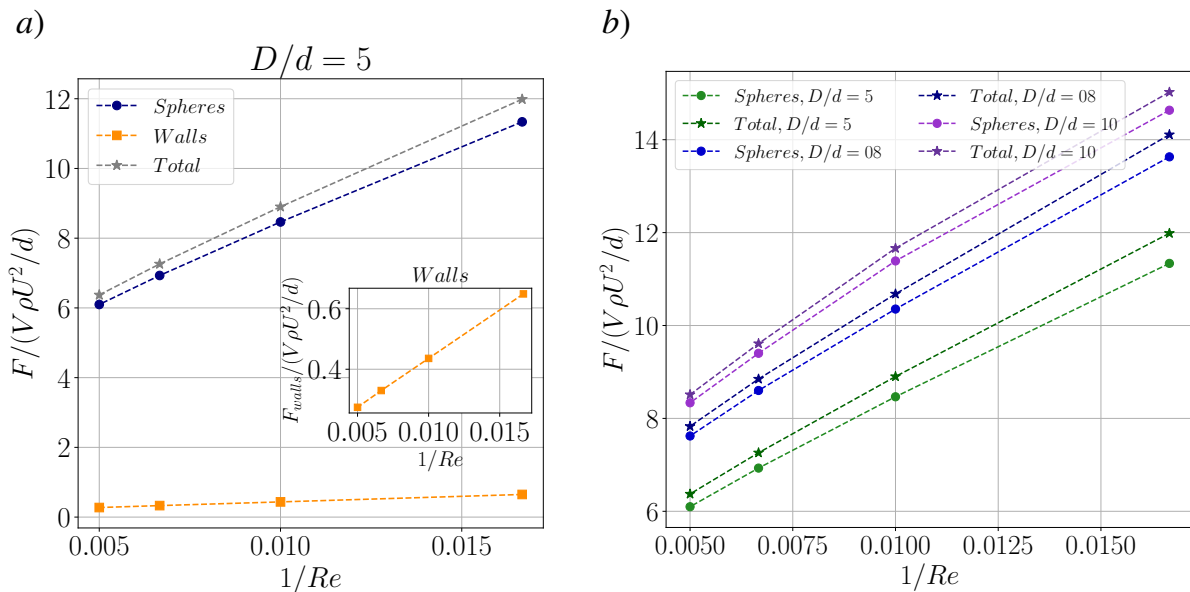 a)
D/d = 5
Spheres
Walls
Total
12
10
8
6
4
2
0
F/(VρU²/d)
0.005
0.010
0.015
1/Re
Walls
0.6
0.4
F_walls/(VρU²/d)
0.005
0.010
0.015
1/Re
b)
Spheres, D/d = 5
Total, D/d = 5
Spheres, D/d = 08
Total, D/d = 08
Spheres, D/d = 10
Total, D/d = 10
14
12
10
8
6
F/(VρU²/d)
0.0050
0.0075
0.0100
0.0125
0.0150
1/Re